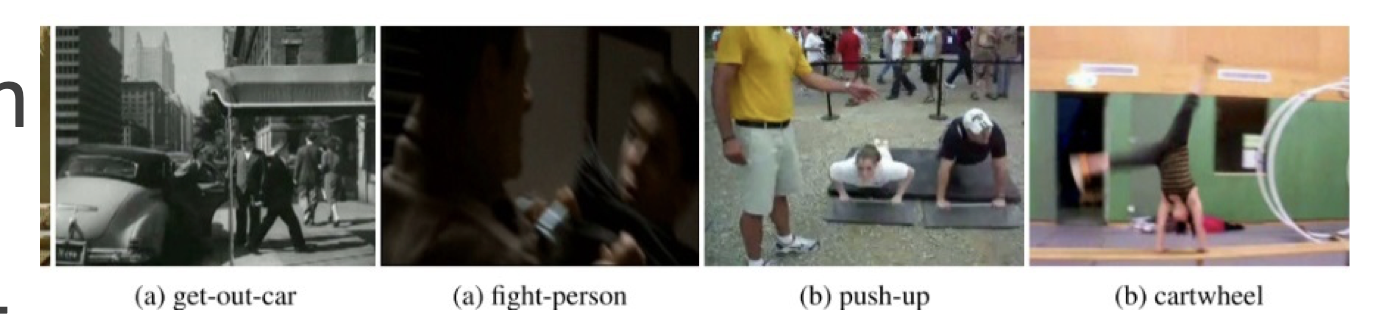 n
(a) get-out-car
(a) fight-person
(b) push-up
(b) cartwheel